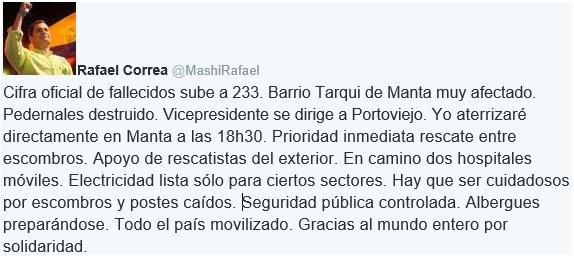 Rafael Correa @MashiRafael
Cifra oficial de fallecidos sube a 233. Barrio Tarqui de Manta muy afectado.
Pedernales destruido. Vicepresidente se dirige a Portoviejo. Yo aterrizaré
directamente en Manta a las 18h30. Prioridad inmediata rescate entre
escombros. Apoyo de rescatistas del exterior. En camino dos hospitales
móviles. Electricidad lista sólo para ciertos sectores. Hay que ser cuidadosos
por escombros y postes caídos. Seguridad pública controlada. Albergues
preparándose. Todo el país movilizado. Gracias al mundo entero por
solidaridad.